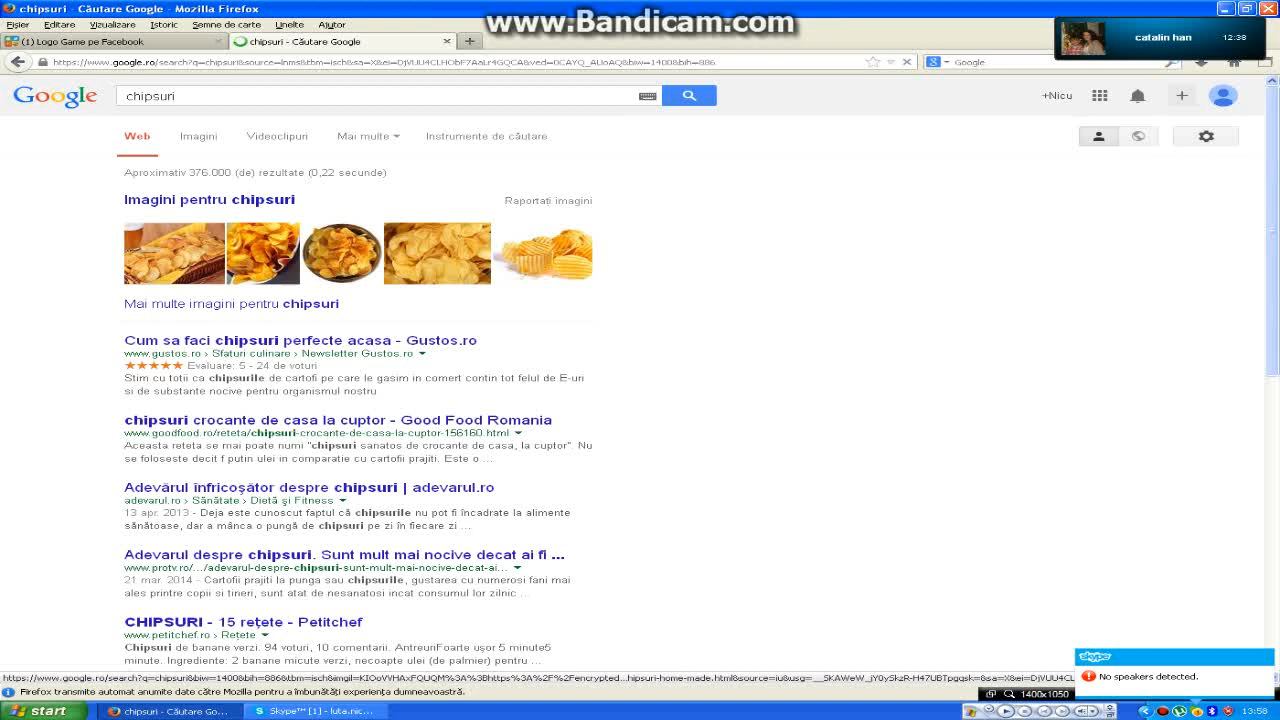 chipsuri - Căutare Google - Mozilla Firefox
www.Bandicam.com
Fișier Editare Vizualizare Istoric Semne de carte Unelte Ajutor
(1) Logo Game pe Facebook
chipsuri - Căutare Google
catalin han 12:38
Google
Google
chipsuri
+Nicu
Web Imagini Videoclipuri Mai multe Instrumente de căutare
Aproximativ 376.000 (de) rezultate (0,22 secunde)
Imagini pentru chipsuri
Raportați imagini
Mai multe imagini pentru chipsuri
Cum sa faci chipsuri perfecte acasa - Gustos.ro
www.gustos.ro › Sfaturi culinare › Newsletter Gustos.ro
★★★★★ Evaluare: 5 - 24 de voturi
Stim cu totii ca chipsurile de cartofi pe care le gasim in comert contin tot felul de E-uri
si de substante nocive pentru organismul nostru
chipsuri crocante de casa la cuptor - Good Food Romania
www.goodfood.ro/reteta/chipsuri-crocante-de-casa-la-cuptor-156160.html
Aceasta reteta se mai poate numi "chipsuri sanatos de crocante de casa, la cuptor". Nu
se foloseste decit f putin ulei in comparatie cu cartofii prajiti. Este o ...
Adevărul înfricoșător despre chipsuri | adevarul.ro
adevarul.ro › Sănătate › Dietă și Fitness
13 apr. 2013 - Deja este cunoscut faptul că chipsurile nu pot fi încadrate la alimente
sănătoase, dar a mânca o pungă de chipsuri pe zi în fiecare zi ...
Adevarul despre chipsuri. Sunt mult mai nocive decat ai fi ...
www.protv.ro/.../adevarul-despre-chipsuri-sunt-mult-mai-nocive-decat-ai...
21 mar. 2014 - Cartofii prajiti la punga sau chipsurile, gustarea cu numerosi fani mai
ales printre copii si tineri, sunt atat de nesanatosi incat consumul lor zilnic ...
CHIPSURI - 15 rețete - Petitchef
www.petitchef.ro › Rețete
Chipsuri de banane verzi. 94 voturi, 10 comentarii. AntreuriFoarte ușor 5 minute5
minute. Ingrediente: 2 banane micute verzi, necoapte, ulei (de palmier) pentru ...
skype
No speakers detected.
Firefox transmite automat anumite date către Mozilla pentru a îmbunătăți experiența dumneavoastră.
1400x1050
start
chipsuri - Căutare Go...
Skype™ [1] - luta.nic...
13:58